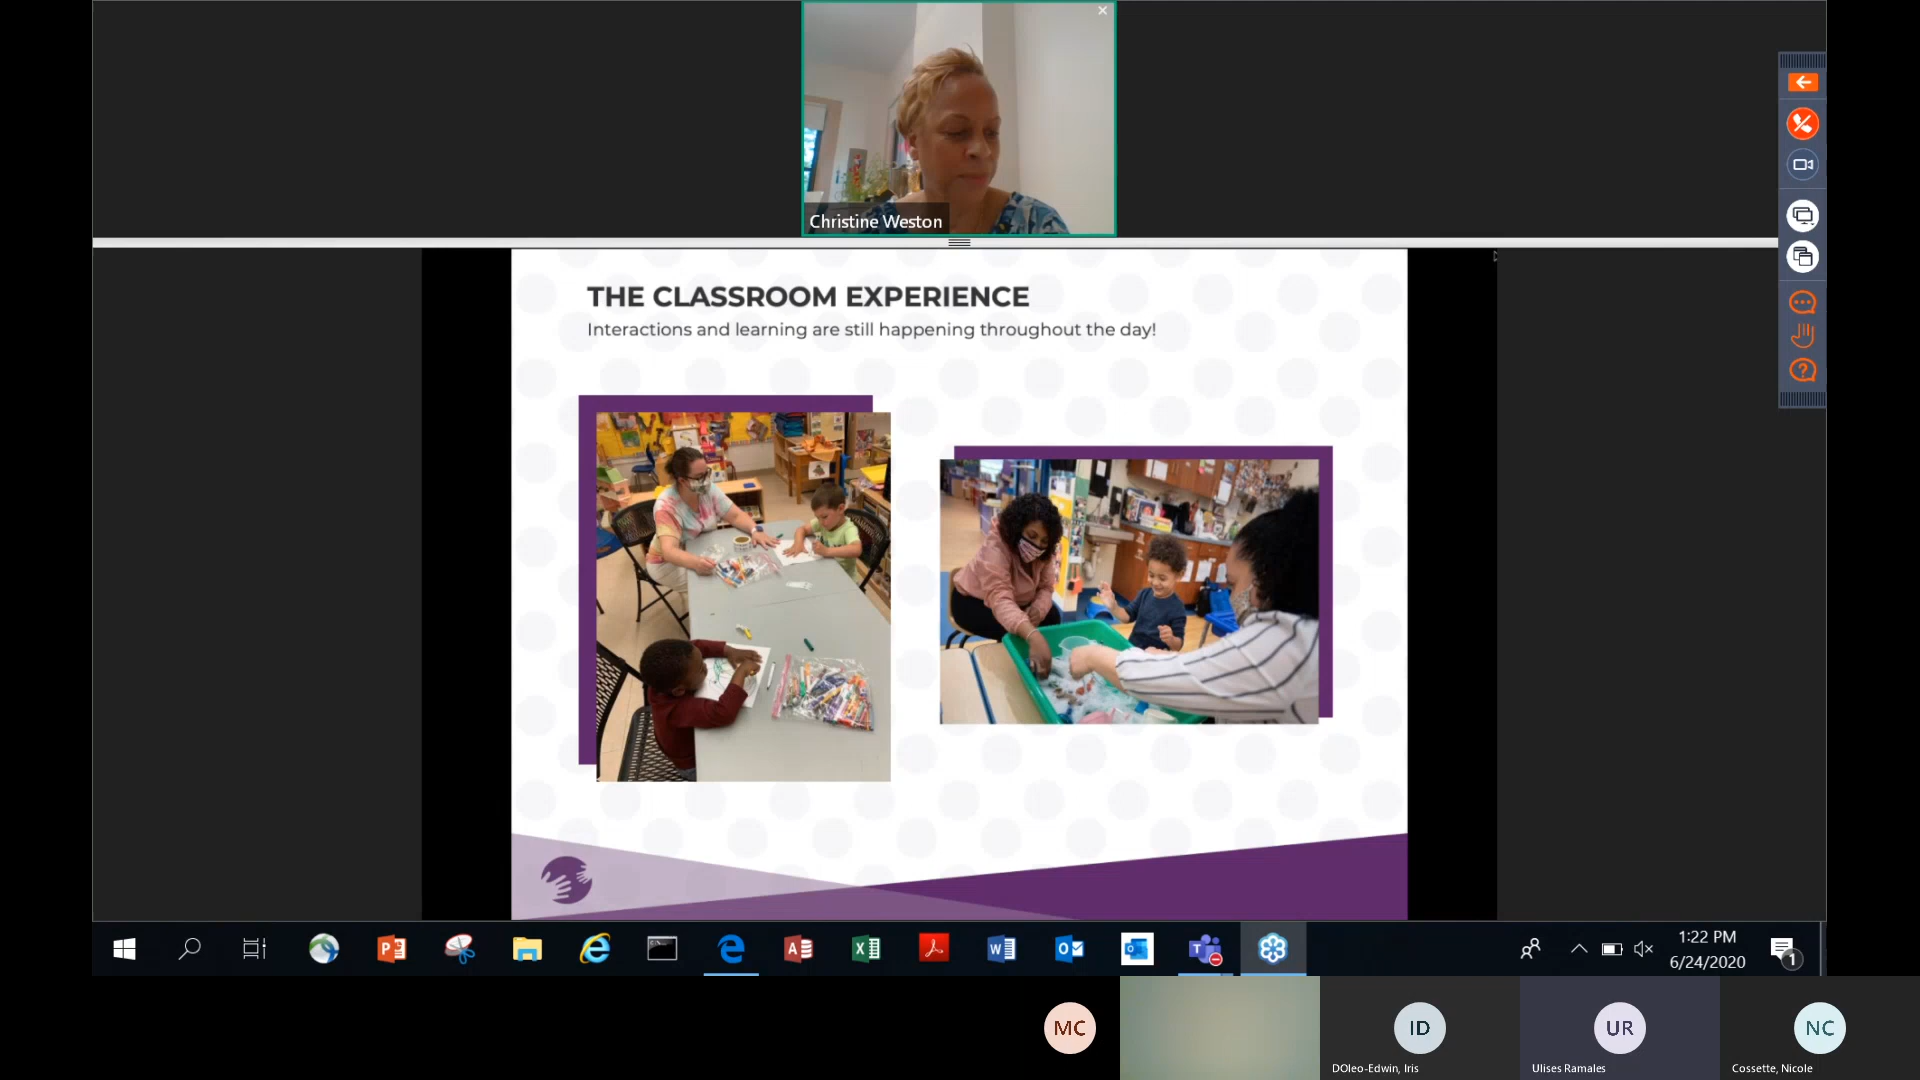 Christine Weston
THE CLASSROOM EXPERIENCE
Interactions and learning are still happening throughout the day!
1:22 PM
6/24/2020
1
MC
ID
UR
NC
DOleo-Edwin, Iris
Ulises Ramales
Cossette, Nicole